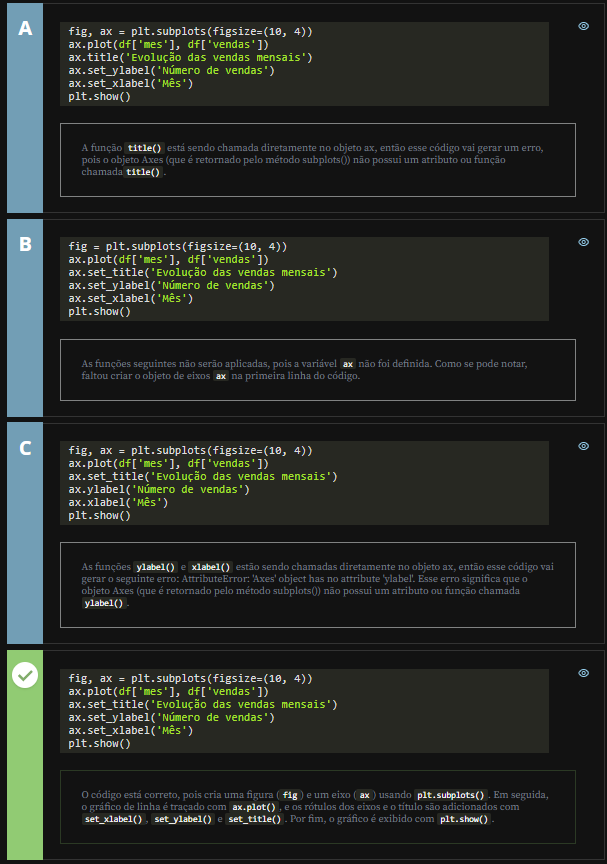 A
fig, ax = plt.subplots(figsize=(10, 4))
ax.plot(df['mes'], df['vendas'])
ax.title('Evolução das vendas mensais')
ax.set_ylabel('Número de vendas')
ax.set_xlabel('Mês')
plt.show()
A função title() está sendo chamada diretamente no objeto ax, então esse código vai gerar um erro,
pois o objeto Axes (que é retornado pelo método subplots()) não possui um atributo ou função
chamada title().
B
fig = plt.subplots(figsize=(10, 4))
ax.plot(df['mes'], df['vendas'])
ax.set_title('Evolução das vendas mensais')
ax.set_ylabel('Número de vendas')
ax.set_xlabel('Mês')
plt.show()
As funções seguintes não serão aplicadas, pois a variável ax não foi definida. Como se pode notar,
faltou criar o objeto de eixos ax na primeira linha do código.
C
fig, ax = plt.subplots(figsize=(10, 4))
ax.plot(df['mes'], df['vendas'])
ax.set_title('Evolução das vendas mensais')
ax.ylabel('Número de vendas')
ax.xlabel('Mês')
plt.show()
As funções ylabel() e xlabel() estão sendo chamadas diretamente no objeto ax, então esse código vai
gerar o seguinte erro: AttributeError: 'Axes' object has no attribute 'ylabel'. Esse erro significa que o
objeto Axes (que é retornado pelo método subplots()) não possui um atributo ou função chamada
ylabel().
fig, ax = plt.subplots(figsize=(10, 4))
ax.plot(df['mes'], df['vendas'])
ax.set_title('Evolução das vendas mensais')
ax.set_ylabel('Número de vendas')
ax.set_xlabel('Mês')
plt.show()
O código está correto, pois cria uma figura (fig) e um eixo (ax) usando plt.subplots(). Em seguida,
o gráfico de linha é traçado com ax.plot(), e os rótulos dos eixos e o título são adicionados com
set_xlabel(), set_ylabel() e set_title(). Por fim, o gráfico é exibido com plt.show().